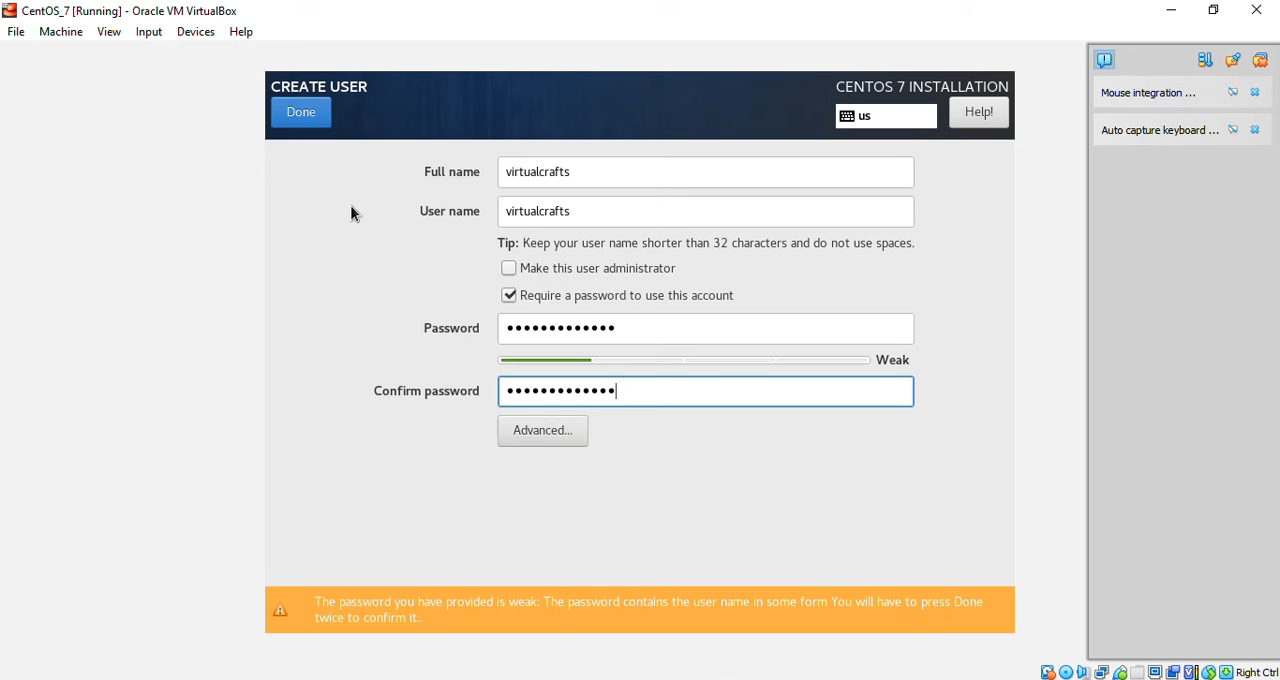 CentOS_7 [Running] - Oracle VM VirtualBox
File Machine View Input Devices Help
CREATE USER
CENTOS 7 INSTALLATION
Done
us
Help!
Mouse integration ...
Auto capture keyboard ...
Full name
virtualcrafts
User name
virtualcrafts
Tip: Keep your user name shorter than 32 characters and do not use spaces.
Make this user administrator
Require a password to use this account
Password
•••••••••••••
Weak
Confirm password
•••••••••••••
Advanced...
The password you have provided is weak: The password contains the user name in some form You will have to press Done
twice to confirm it..
Right Ctrl